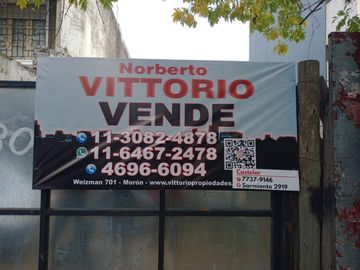 Norberto
VITTORIO
VENDE
11-3082-4878
11-6467-2478
4696-6094
Castelar
7737-9146
Sarmiento 2919
Weizman 701 - Morón - www.vittoriopropiedades.